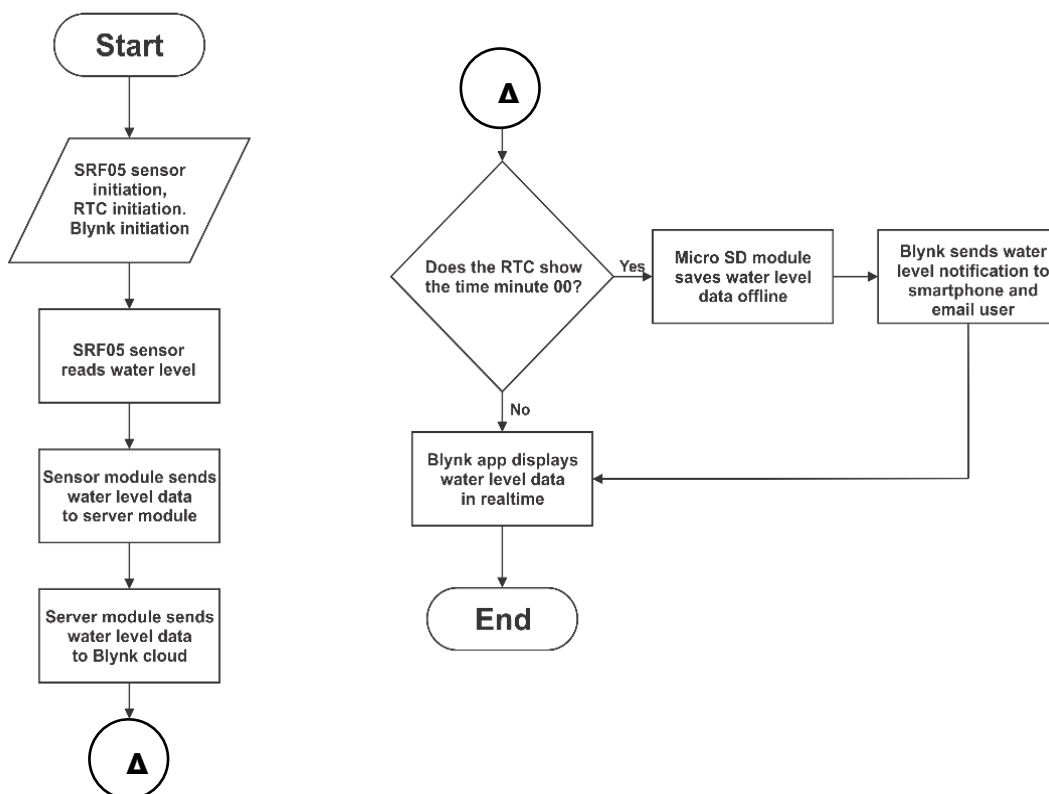 Start
SRF05 sensor
initiation,
RTC initiation.
Blynk initiation
SRF05 sensor
reads water level
Sensor module sends
water level data
to server module
Server module sends
water level data
to Blynk cloud
Δ
Δ
Does the RTC show
the time minute 00?
Yes
Micro SD module
saves water level
data offline
Blynk sends water
level notification to
smartphone and
email user
No
Blynk app displays
water level data
in realtime
End